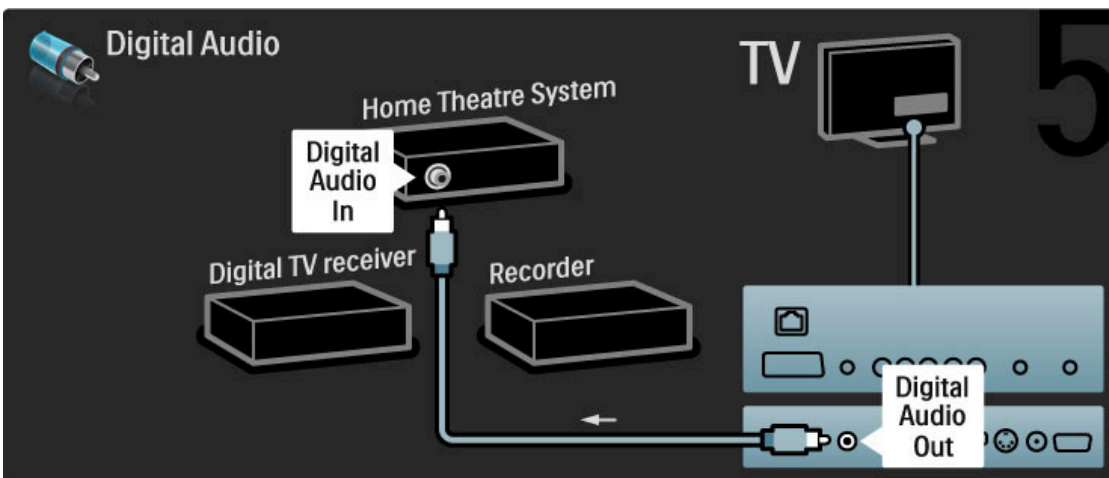 Digital Audio
TV
5
Home Theatre System
Digital
Audio
In
Digital TV receiver
Recorder
Digital
Audio
Out